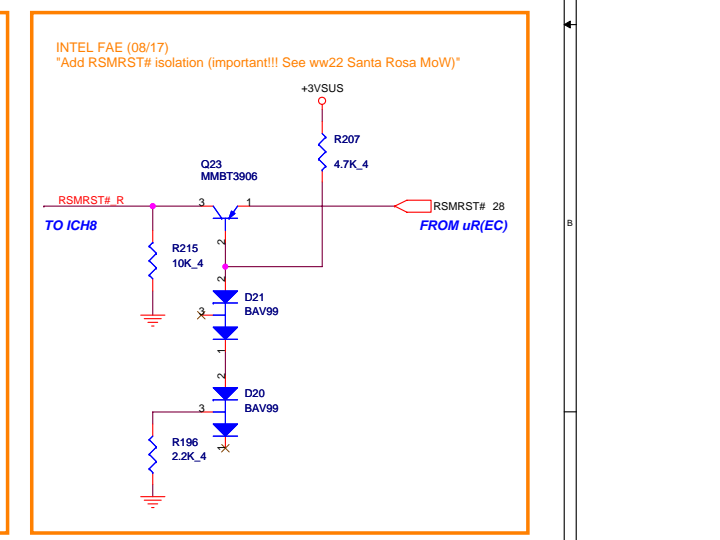 INTEL FAE (08/17)
"Add RSMRST# isolation (important!!! See ww22 Santa Rosa MoW)"
+3VSUS
R207
4.7K_4
Q23
MMBT3906
RSMRST#_R
3
1
RSMRST# 28
TO ICH8
FROM uR(EC)
B
2
R215
10K_4
2
D21
BAV99
3
1
2
D20
BAV99
3
R196
2.2K_4
1